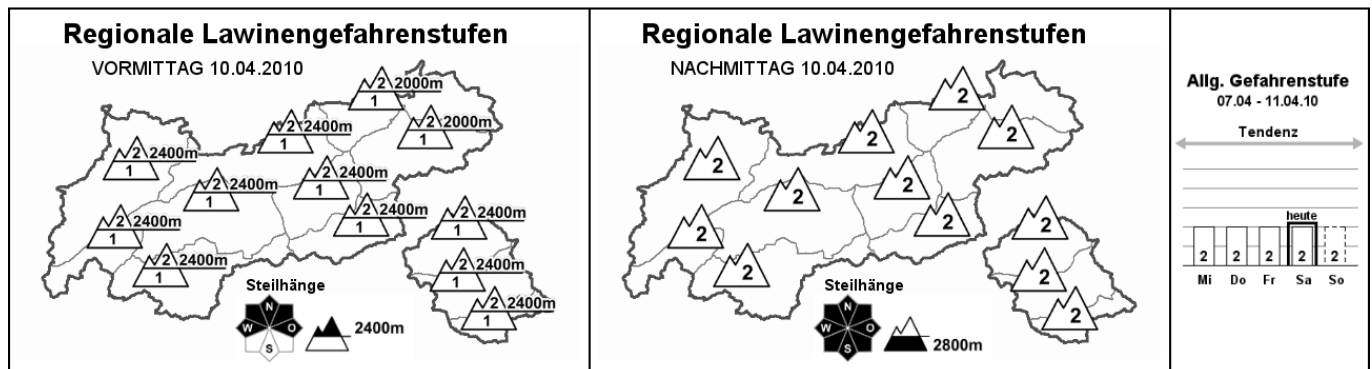 Regionale Lawinengefahrenstufen
VORMITTAG 10.04.2010
2 2000m
1
2 2000m
1
2 2400m
1
2 2400m
1
2 2400m
1
2 2400m
1
2 2400m
1
2 2400m
1
2 2400m
1
2 2400m
1
2 2400m
1
2 2400m
1
Steilhänge
N
W O
S
2400m
Regionale Lawinengefahrenstufen
NACHMITTAG 10.04.2010
2
2
2
2
2
2
2
2
2
2
2
2
Steilhänge
N
W O
S
2800m
Allg. Gefahrenstufe
07.04 - 11.04.10
Tendenz
heute
2 2 2 2 2
Mi Do Fr Sa So